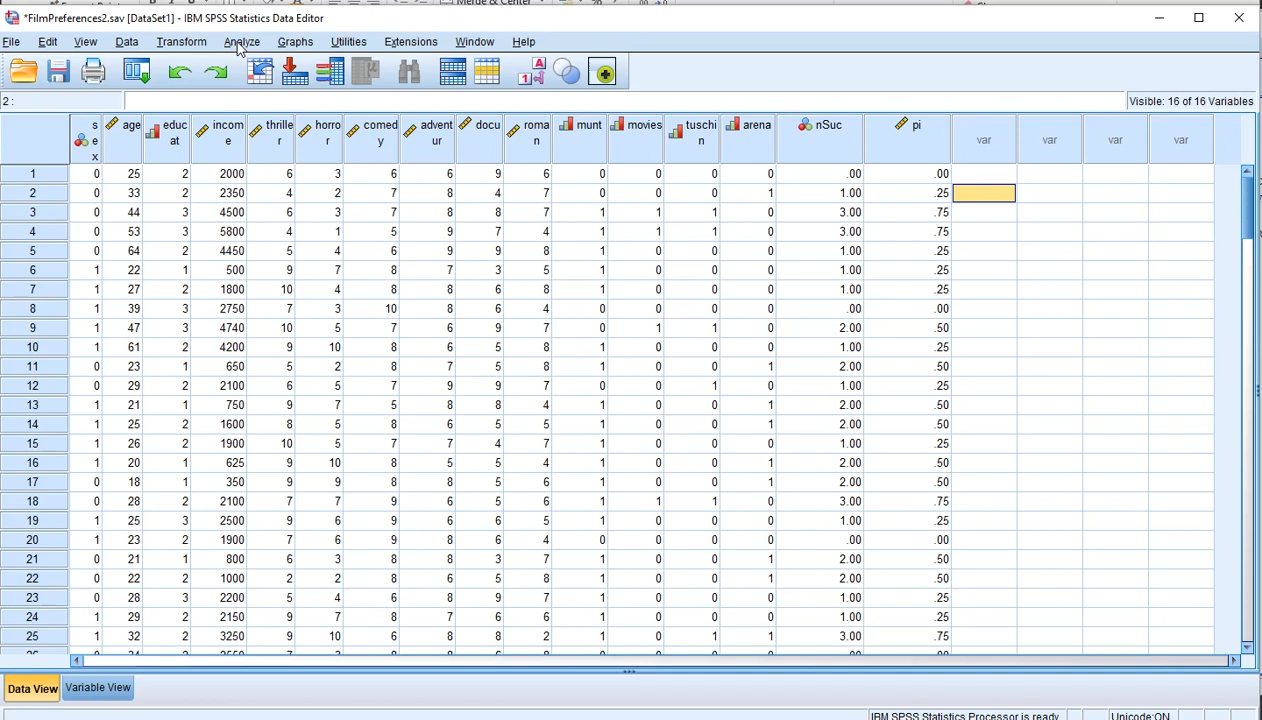 *FilmPreferences2.sav [DataSet1] - IBM SPSS Statistics Data Editor
File Edit View Data Transform Analyze Graphs Utilities Extensions Window Help
2 : Visible: 16 of 16 Variables
sex age educat income thriller horror comedy adventur docu roman munt movies tuschin arena nSuc pi var var var var
1 0 25 2 2000 6 3 6 6 9 6 0 0 0 0 .00 .00
2 0 33 2 2350 4 2 7 8 4 7 0 0 0 1 1.00 .25
3 0 44 3 4500 6 3 7 8 8 7 1 1 1 0 3.00 .75
4 0 53 3 5800 4 1 5 9 7 4 1 1 1 0 3.00 .75
5 0 64 2 4450 5 4 6 9 9 8 1 0 0 0 1.00 .25
6 1 22 1 500 9 7 8 7 3 5 1 0 0 0 1.00 .25
7 1 27 2 1800 10 4 8 8 6 8 1 0 0 0 1.00 .25
8 1 39 3 2750 7 3 10 8 6 4 0 0 0 0 .00 .00
9 1 47 3 4740 10 5 7 6 9 7 0 1 1 0 2.00 .50
10 1 61 2 4200 9 10 8 6 5 8 1 0 0 0 1.00 .25
11 0 23 1 650 5 2 8 7 5 8 1 0 0 1 2.00 .50
12 0 29 2 2100 6 5 7 9 9 7 0 0 1 0 1.00 .25
13 1 21 1 750 9 7 5 8 8 4 1 0 0 1 2.00 .50
14 1 25 2 1600 8 5 8 6 5 5 1 0 0 1 2.00 .50
15 1 26 2 1900 10 5 7 7 4 7 1 0 0 0 1.00 .25
16 1 20 1 625 9 10 8 5 5 4 1 0 0 1 2.00 .50
17 0 18 1 350 9 9 8 8 5 6 1 0 0 1 2.00 .50
18 0 28 2 2100 7 7 9 6 5 6 1 1 1 0 3.00 .75
19 1 25 3 2500 9 6 9 6 6 5 1 0 0 0 1.00 .25
20 1 23 2 1900 7 6 9 8 6 4 0 0 0 0 .00 .00
21 0 21 1 800 6 3 8 8 3 7 1 0 0 1 2.00 .50
22 0 22 2 1000 2 2 8 6 5 8 1 0 0 1 2.00 .50
23 0 28 3 2200 5 4 6 8 9 7 1 0 0 0 1.00 .25
24 1 29 2 2150 9 7 8 7 6 6 1 0 0 0 1.00 .25
25 1 32 2 3250 9 10 6 8 8 2 1 0 1 1 3.00 .75
Data View Variable View
IBM SPSS Statistics Processor is ready Unicode:ON